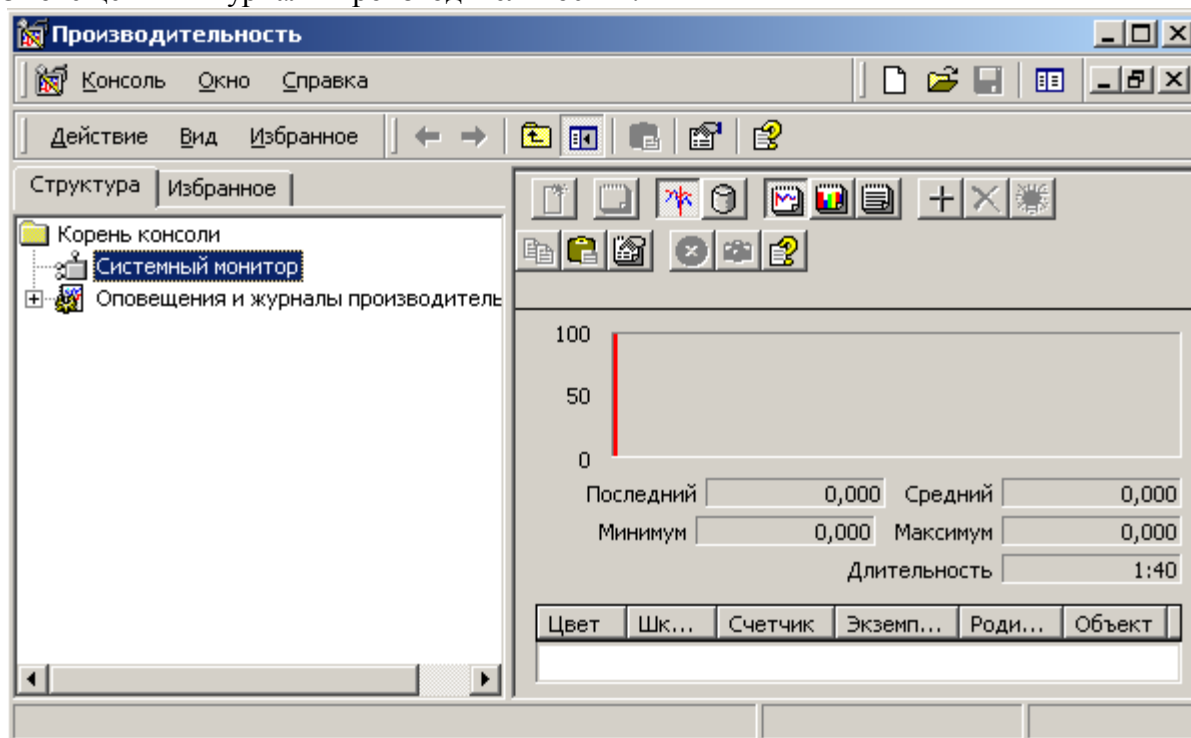 Производительность
Консоль Окно Справка
Действие Вид Избранное
Структура Избранное
Корень консоли
Системный монитор
Оповещения и журналы производитель
100
50
0
Последний 0,000 Средний 0,000
Минимум 0,000 Максимум 0,000
Длительность 1:40
Цвет Шк... Счетчик Экземп... Роди... Объект